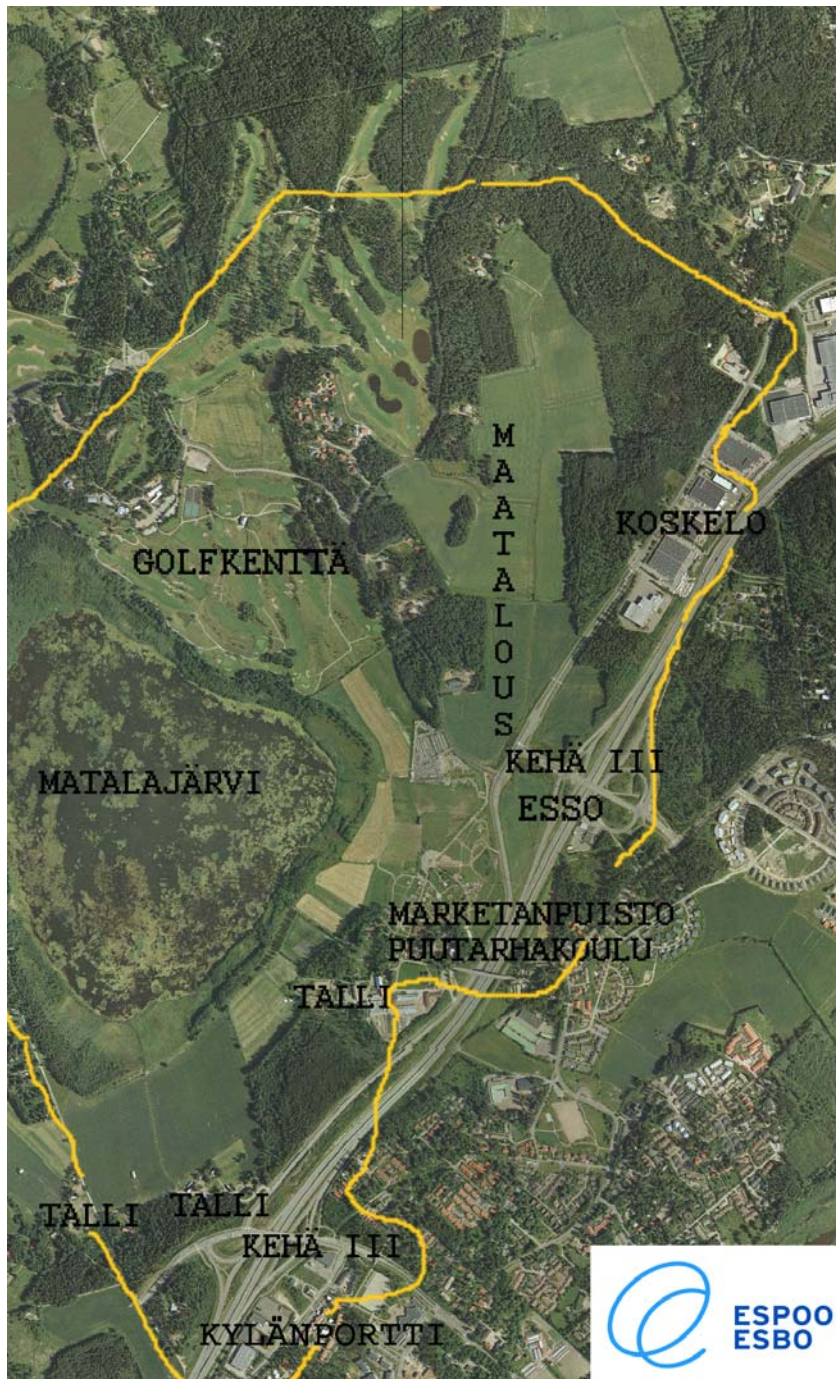 MAATALOUS
KOSKELO
GOLFKENTTÄ
KEHÄ III
MATALAJÄRVI
ESSO
MARKETANPUISTO
PUUTARHAKOULU
TALLI
TALLI
TALLI
KEHÄ III
KYLÄNPORTTI
ESPOO
ESBO